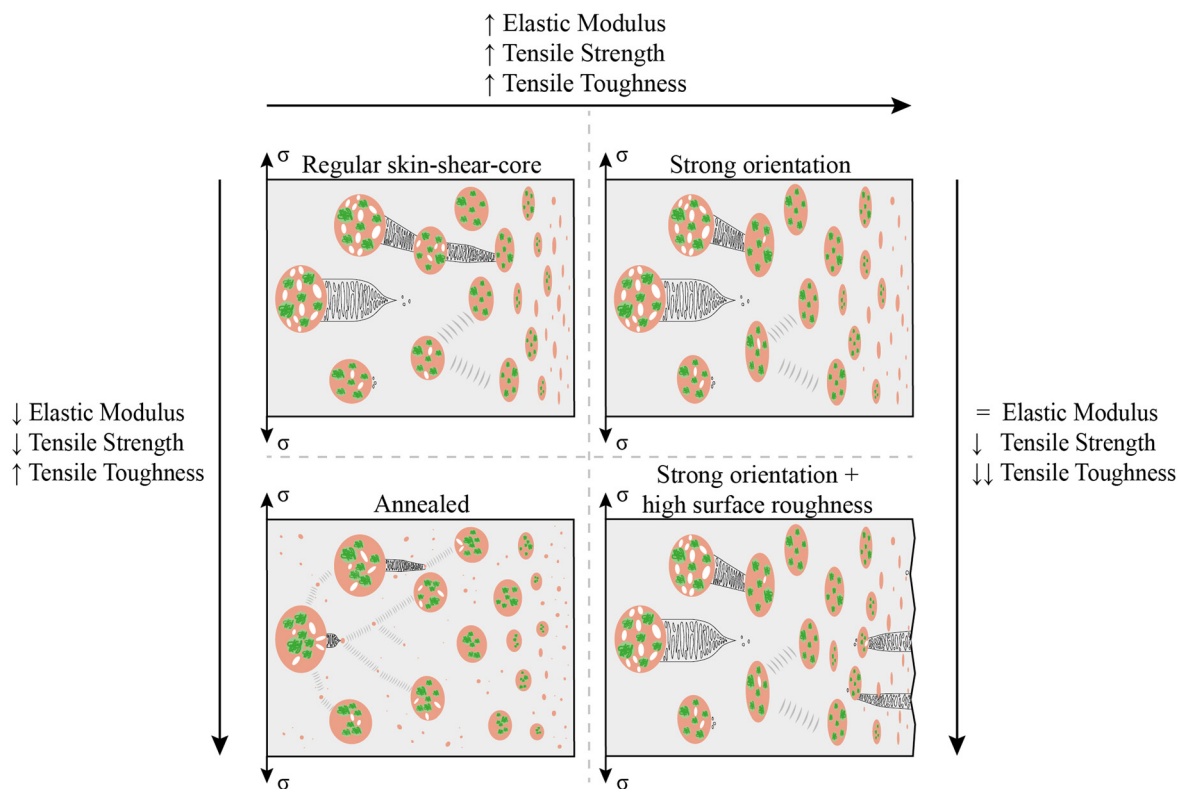 ↑ Elastic Modulus
↑ Tensile Strength
↑ Tensile Toughness
σ
Regular skin-shear-core
σ
Strong orientation
σ
σ
↓ Elastic Modulus
↓ Tensile Strength
↑ Tensile Toughness
= Elastic Modulus
↓ Tensile Strength
↓↓ Tensile Toughness
σ
Annealed
σ
Strong orientation +
high surface roughness
σ
σ